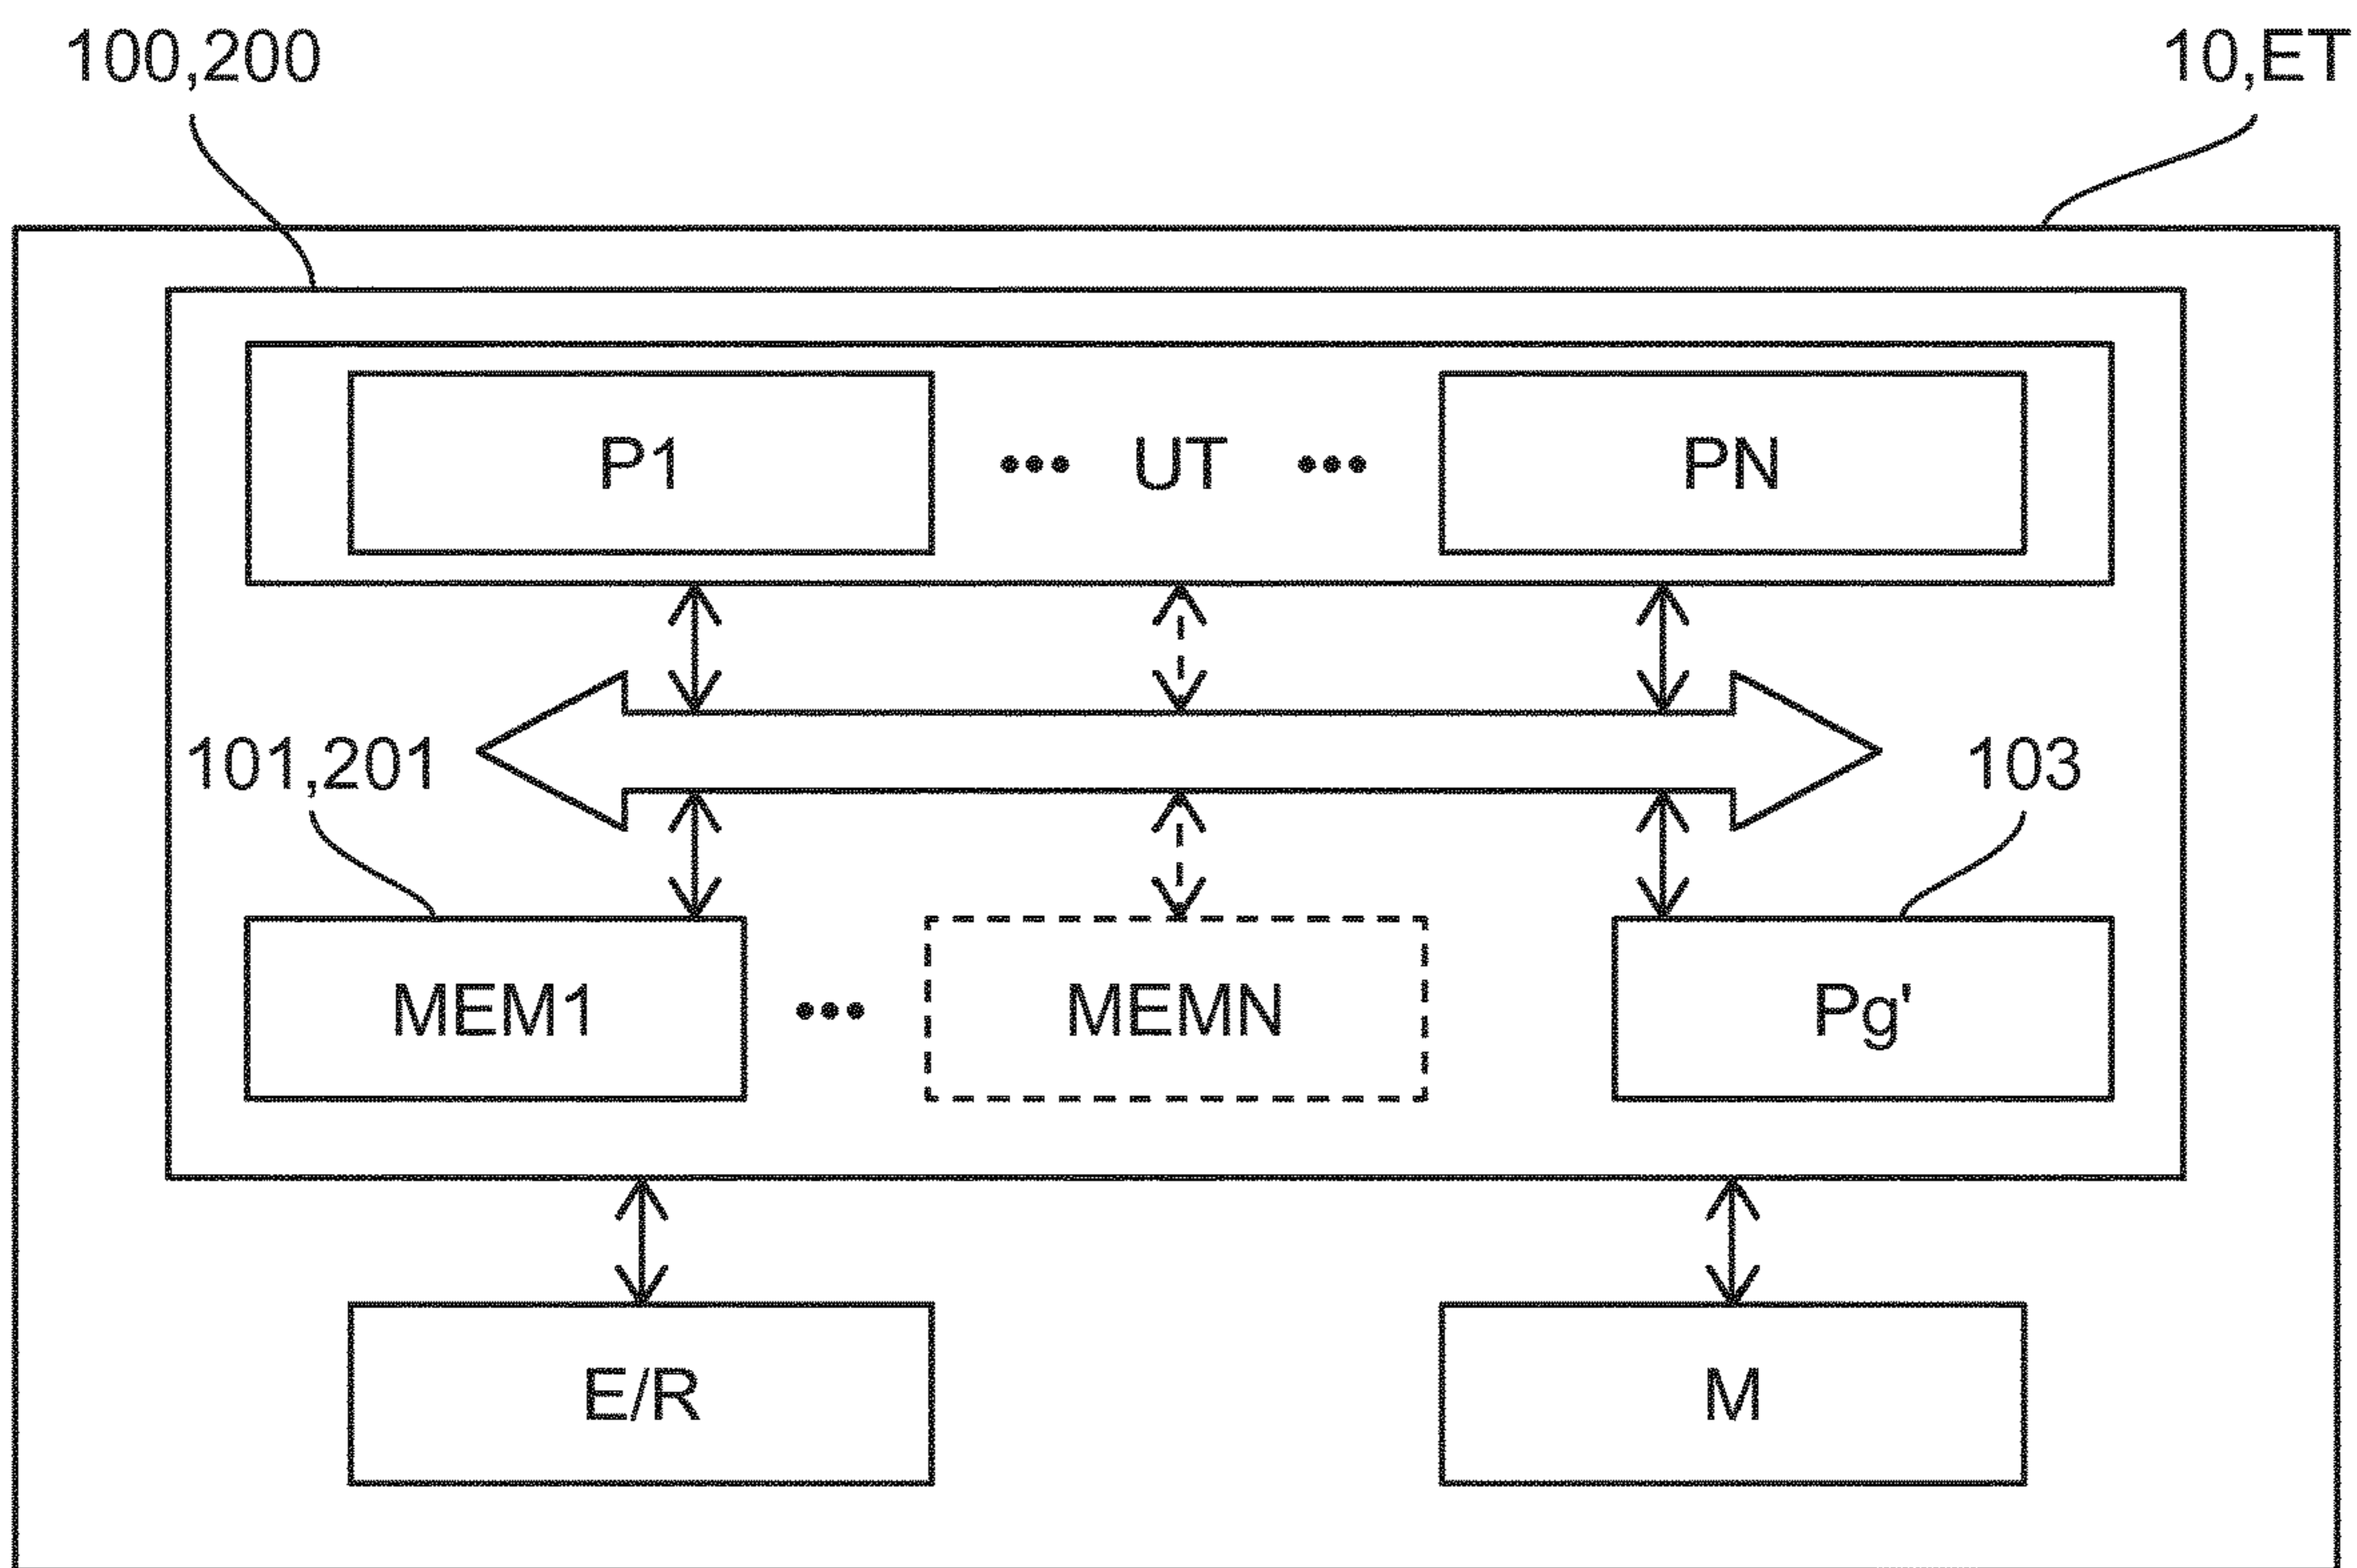 100,200 10,ET
P1 ••• UT ••• PN
101,201 103
MEM1 ••• MEMN Pg'
E/R M